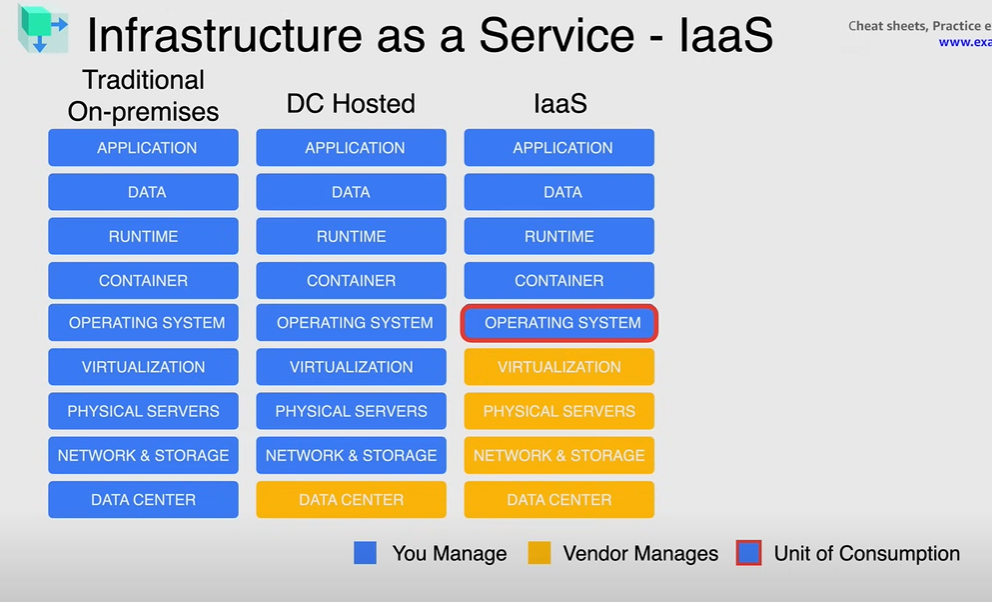 Infrastructure as a Service - IaaS
Cheat sheets, Practice
www.
Traditional
On-premises
DC Hosted
IaaS
APPLICATION APPLICATION APPLICATION
DATA DATA DATA
RUNTIME RUNTIME RUNTIME
CONTAINER CONTAINER CONTAINER
OPERATING SYSTEM OPERATING SYSTEM OPERATING SYSTEM
VIRTUALIZATION VIRTUALIZATION VIRTUALIZATION
PHYSICAL SERVERS PHYSICAL SERVERS PHYSICAL SERVERS
NETWORK & STORAGE NETWORK & STORAGE NETWORK & STORAGE
DATA CENTER DATA CENTER DATA CENTER
You Manage Vendor Manages Unit of Consumption